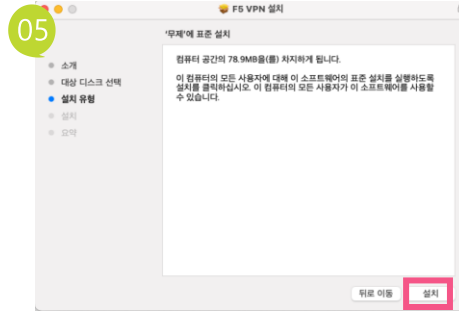 05
F5 VPN 설치
'무제'에 표준 설치
컴퓨터 공간의 78.9MB을(를) 차지하게 됩니다.
이 컴퓨터의 모든 사용자에 대해 이 소프트웨어의 표준 설치를 실행하도록
설치를 클릭하십시오. 이 컴퓨터의 모든 사용자가 이 소프트웨어를 사용할
수 있습니다.
소개
대상 디스크 선택
설치 유형
설치
요약
뒤로 이동
설치